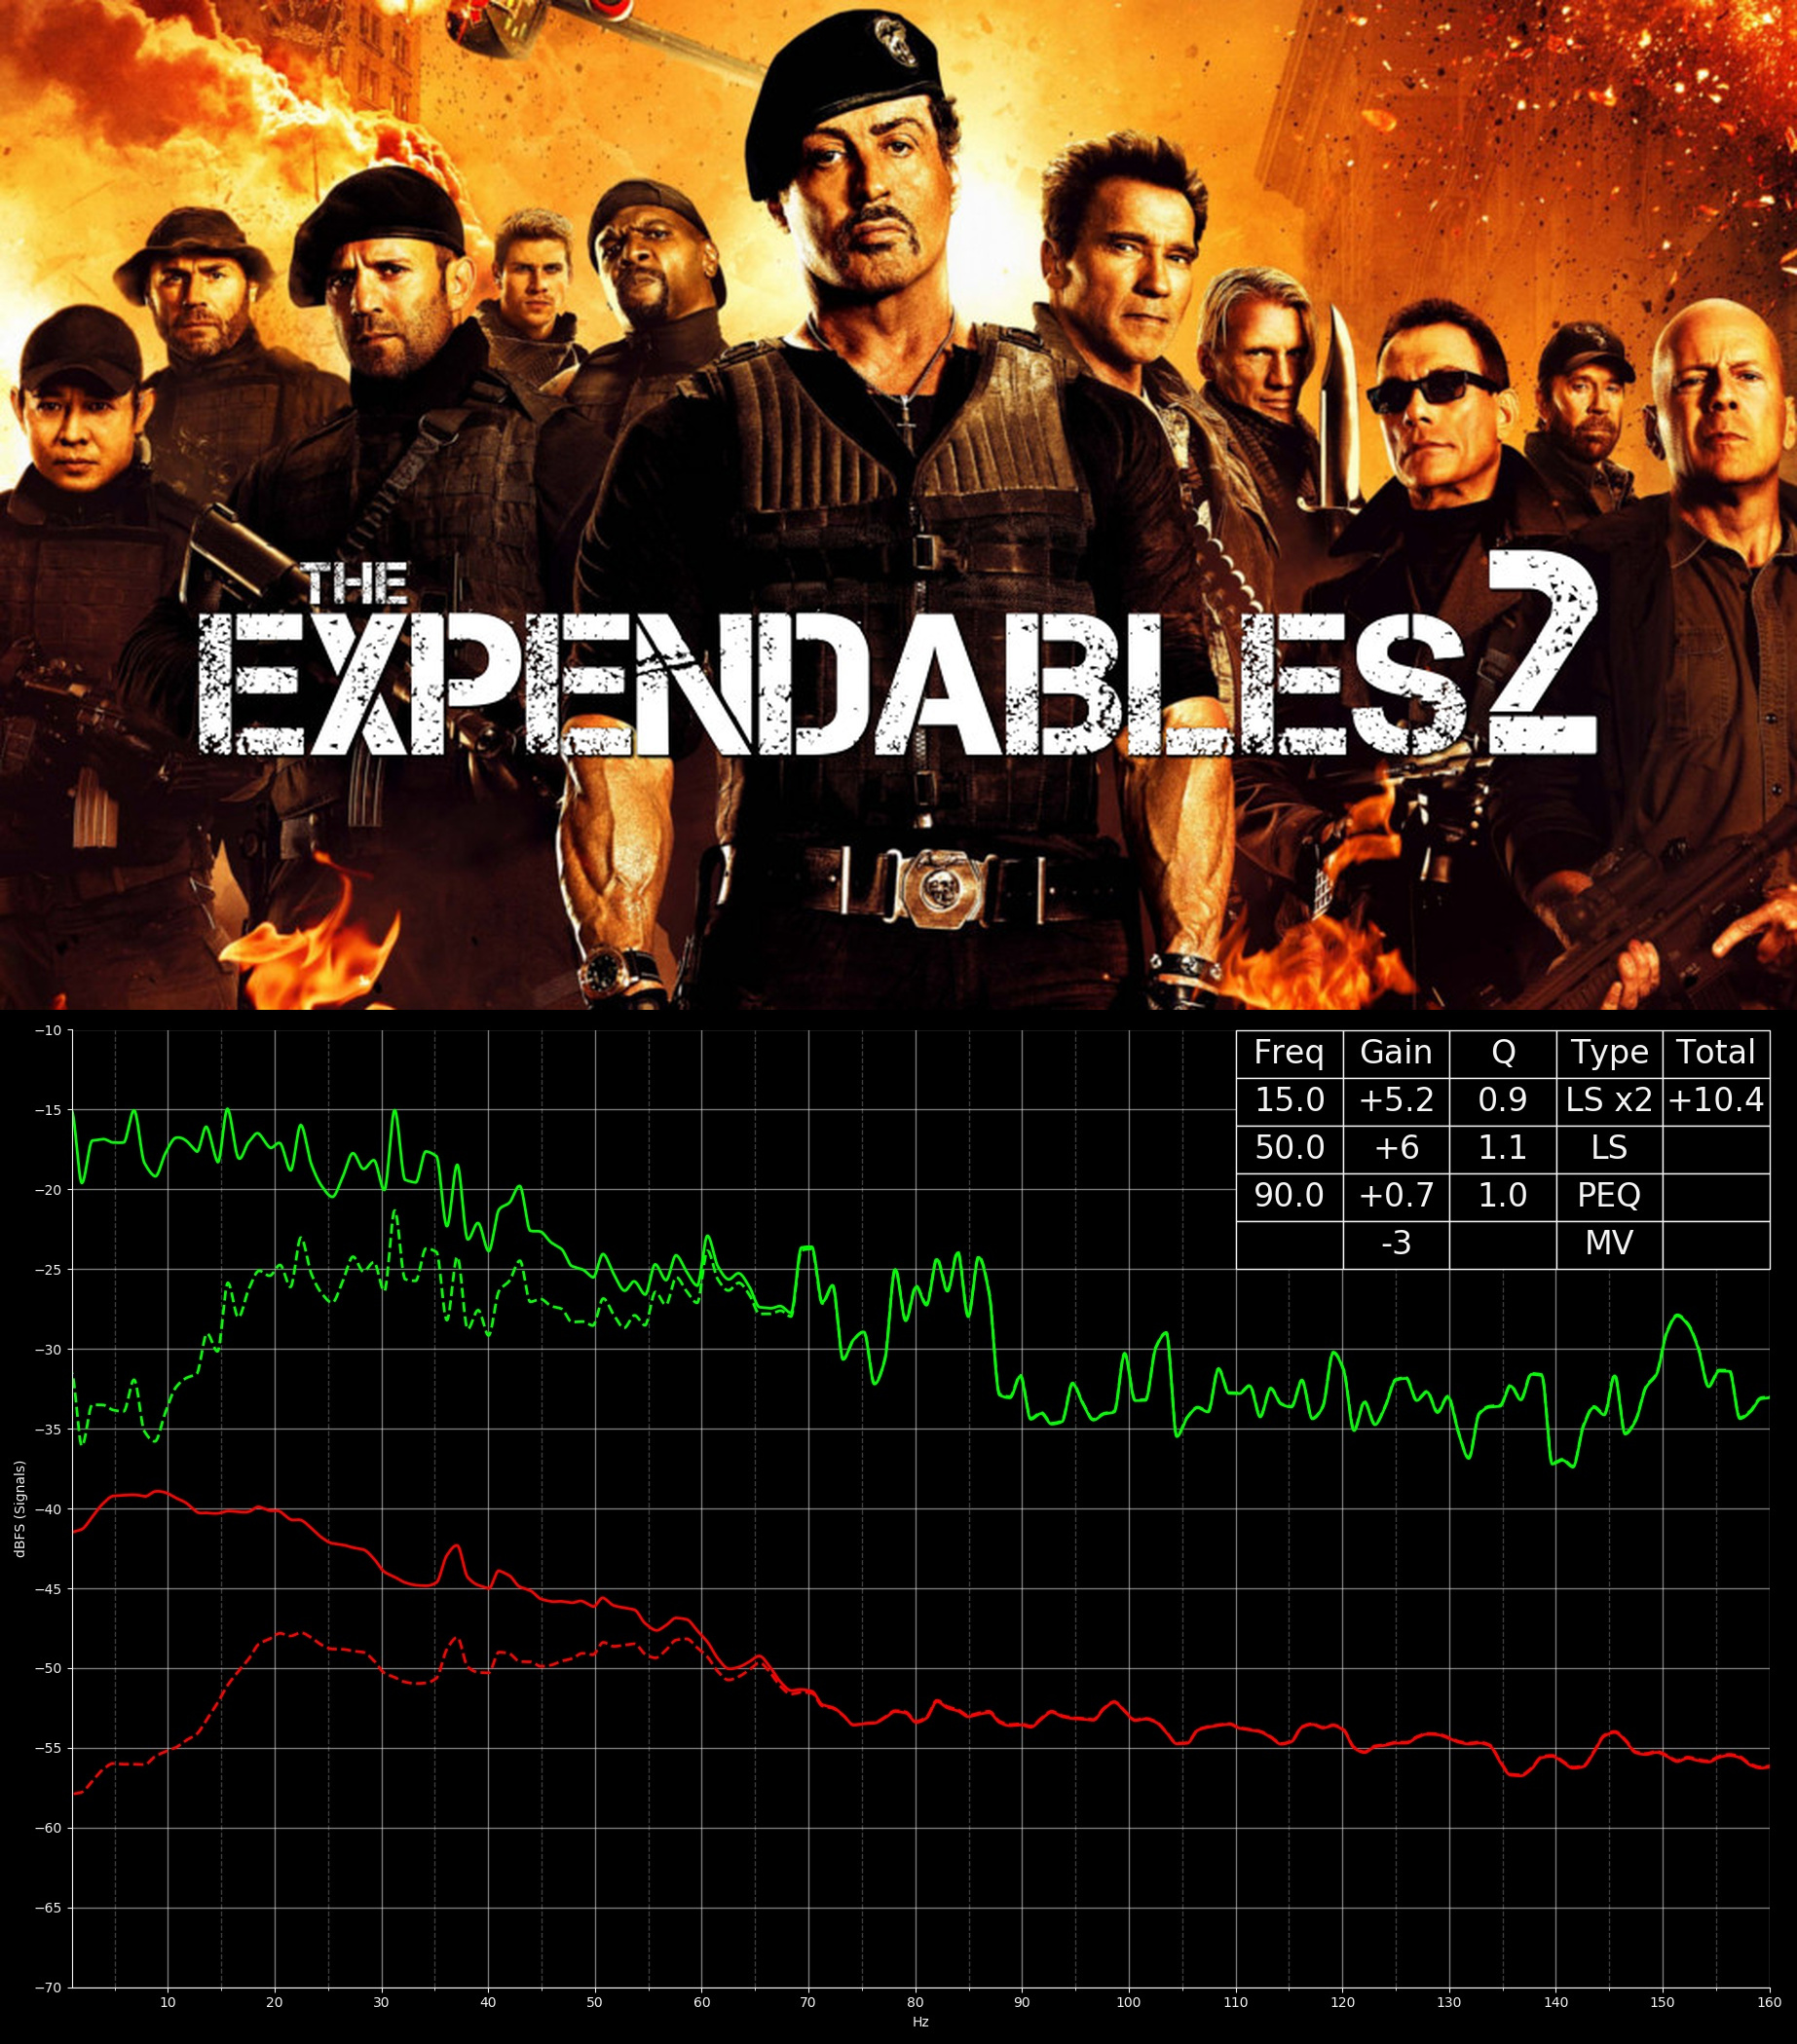 THE
EXPENDABLES 2
Freq Gain Q Type Total
15.0 +5.2 0.9 LS x2 +10.4
50.0 +6 1.1 LS
90.0 +0.7 1.0 PEQ
-3 MV
−10
−15
−20
−25
−30
−35
−40
−45
−50
−55
−60
−65
−70
dBFS (Signals)
10 20 30 40 50 60 70 80 90 100 110 120 130 140 150 160
Hz